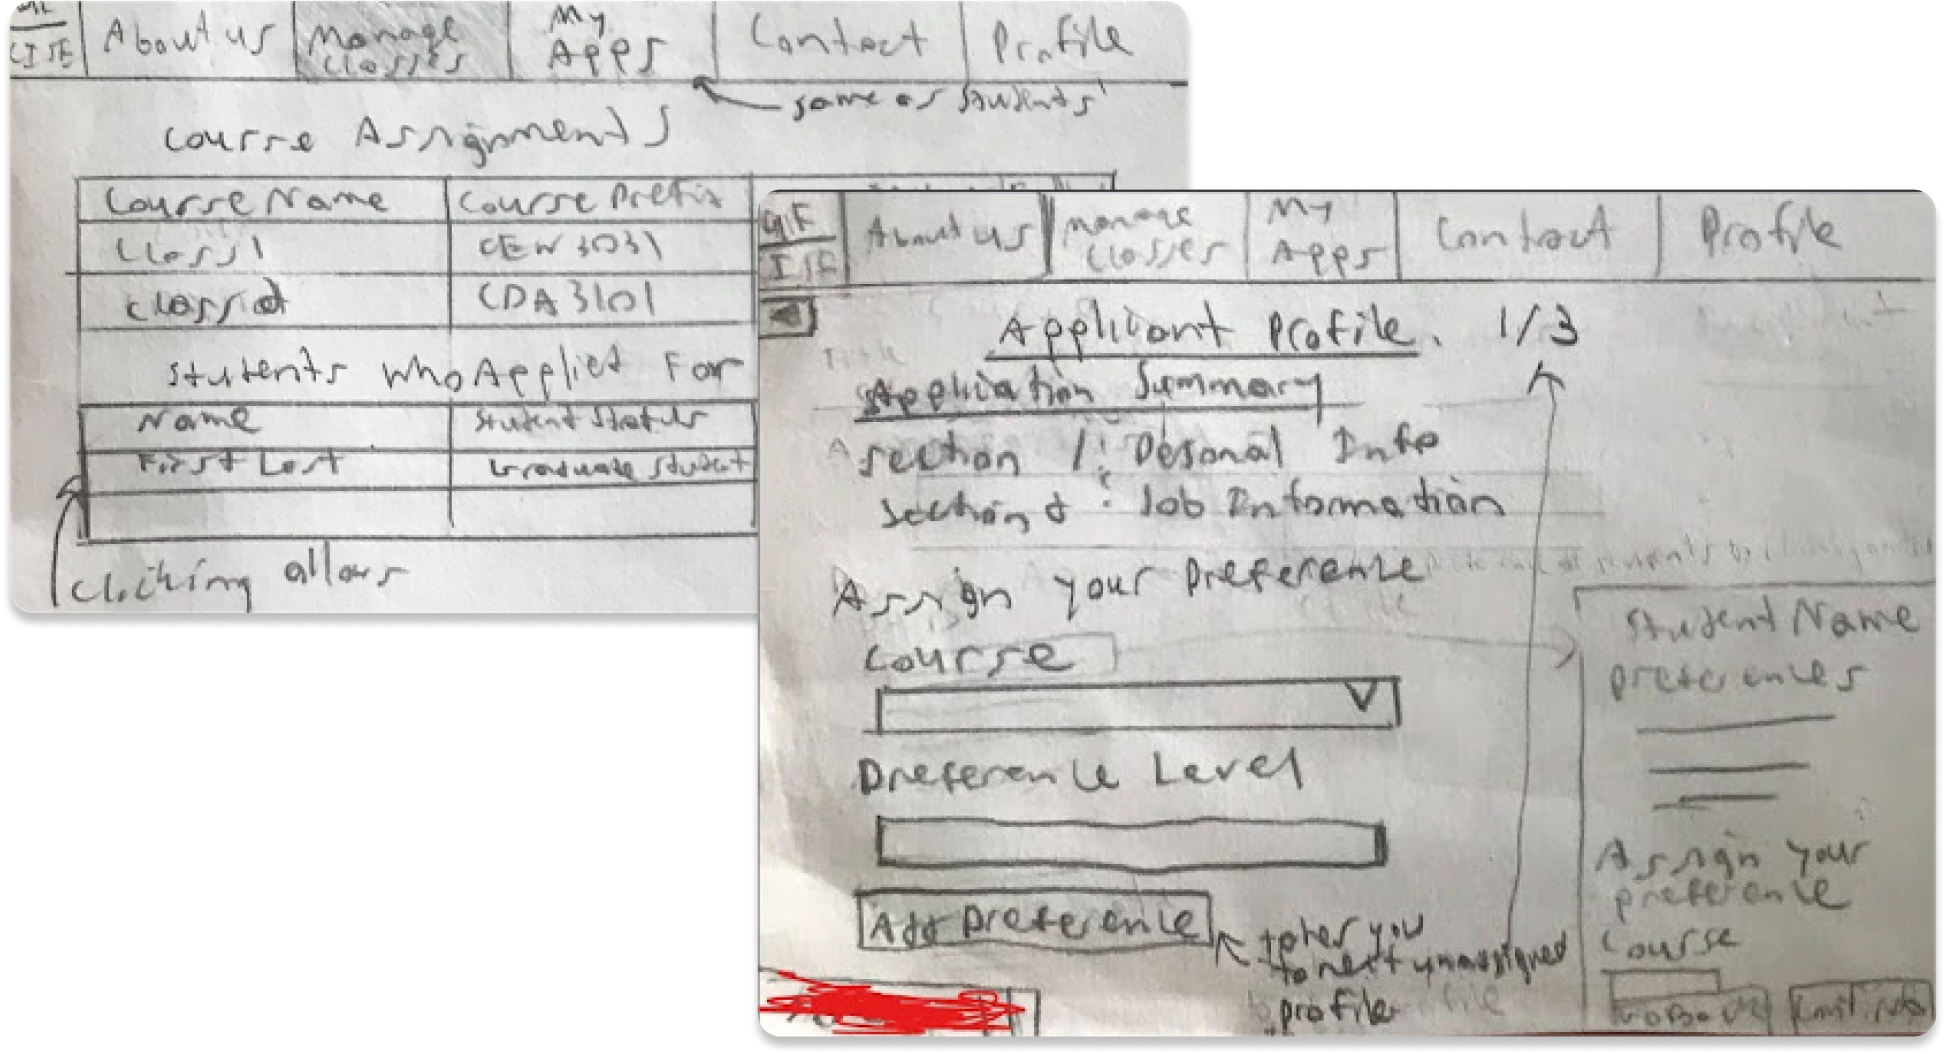 CISE
About us
Manage
Classes
My
Apps
Contact
Profile
same as students'
Course Assignments
Course Name
Course Prefix
Class 1
CEN 3031
Class 2
CDA 3101
Students Who Applied For
Name
Student Status
First Last
Graduate Student
Clicking allows
ISE
About us
Manage
Classes
My
Apps
Contact
Profile
Applicant Profile. 1/3
Application Summary
Section 1: Personal Info
Section 2: Job Information
Assign your Preference
Course
Preference Level
Add Preference
takes you
to next unassigned
profile
Student Name
preferences
Assign your
preference
Course